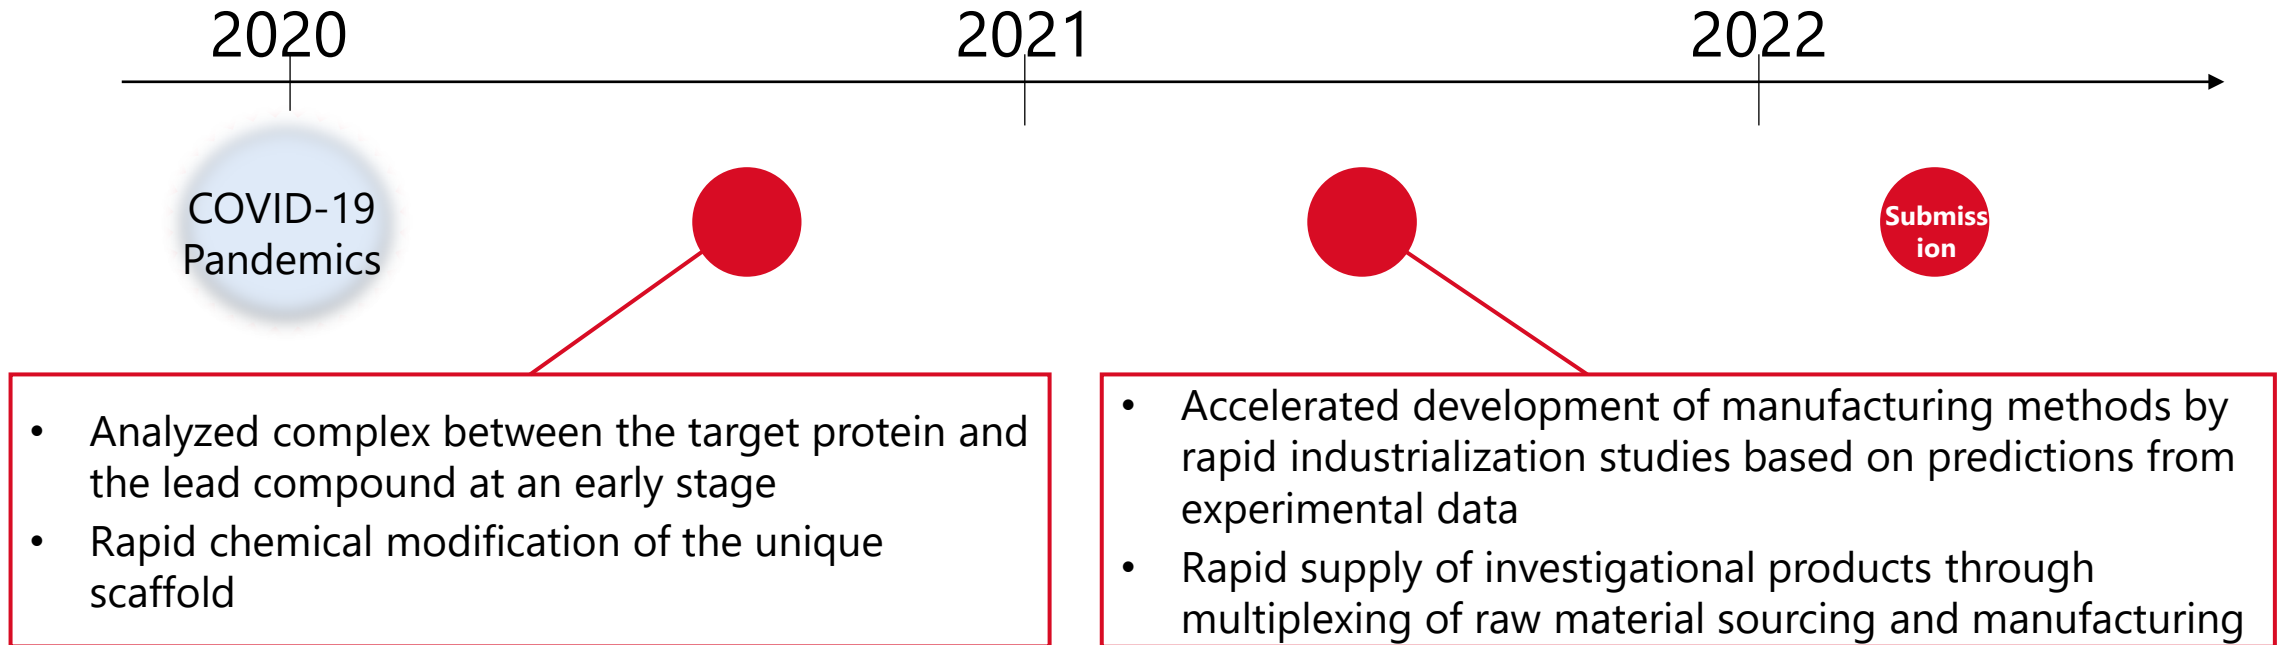 2020
2021
2022
COVID-19
Pandemics
Submiss
ion
• Analyzed complex between the target protein and
the lead compound at an early stage
• Rapid chemical modification of the unique
scaffold
• Accelerated development of manufacturing methods by
rapid industrialization studies based on predictions from
experimental data
• Rapid supply of investigational products through
multiplexing of raw material sourcing and manufacturing